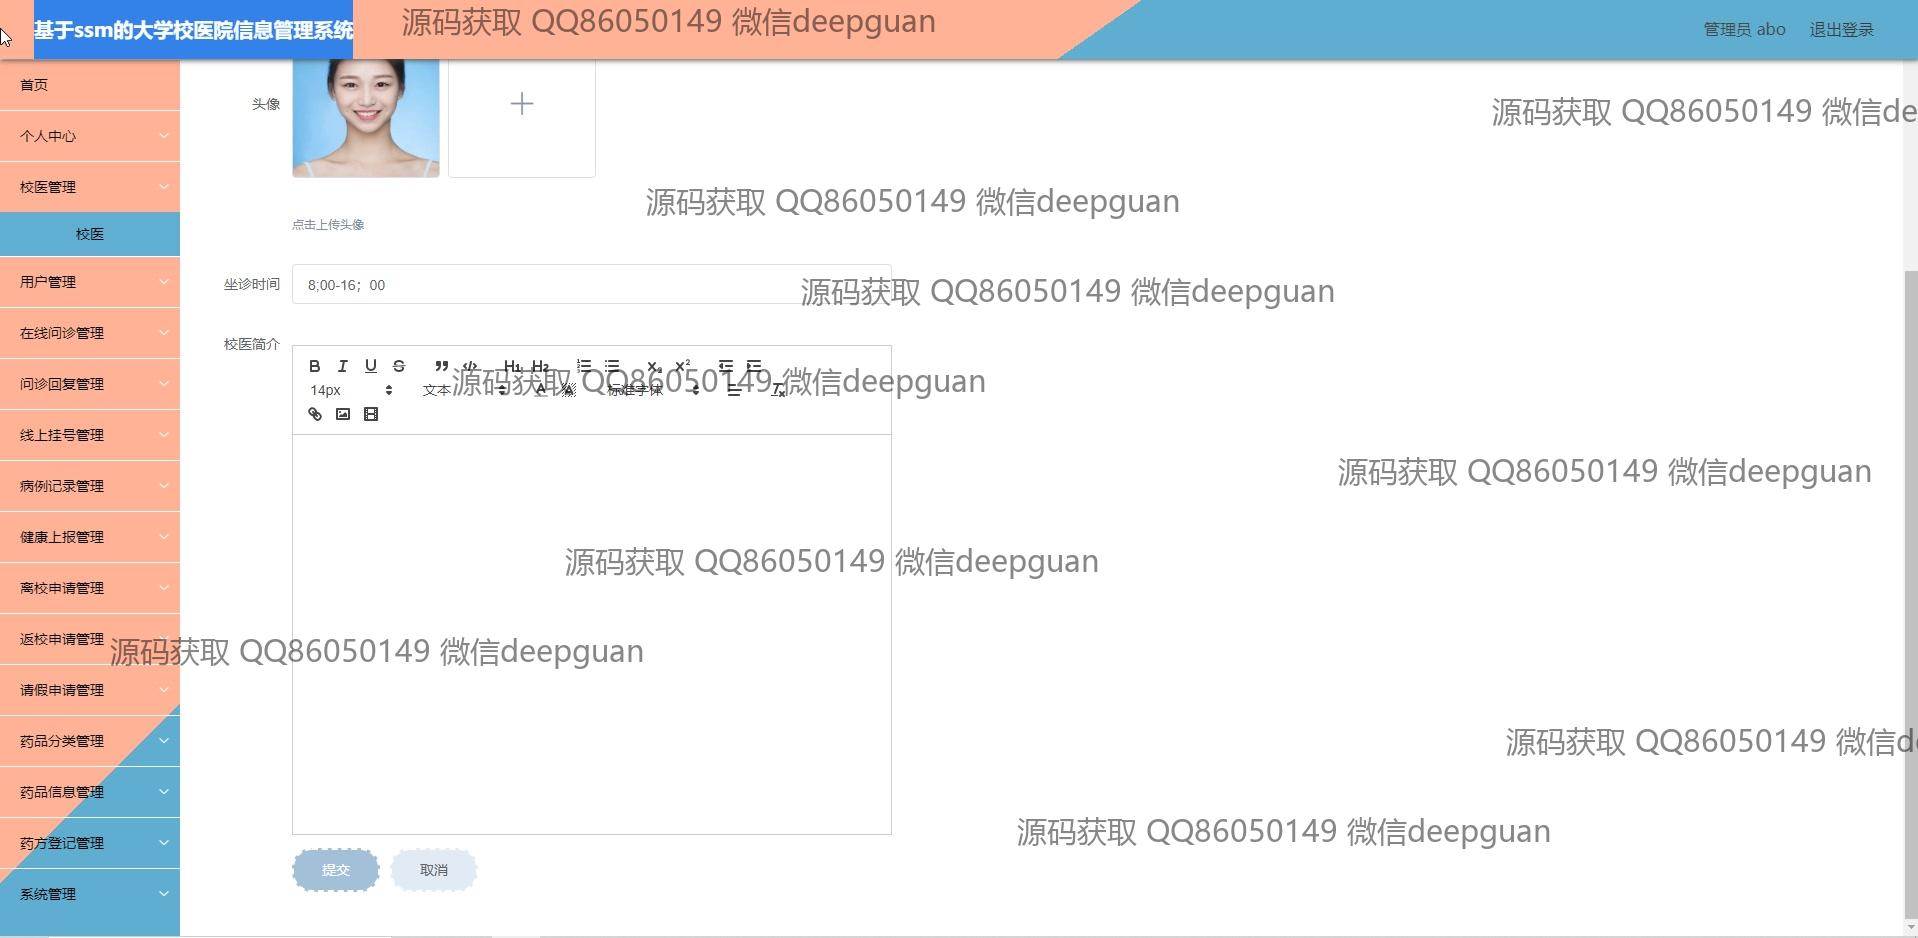 基于ssm的大学校医院信息管理系统
源码获取 QQ86050149 微信deepguan
管理员 abo
退出登录
首页
个人中心
校医管理
校医
用户管理
在线问诊管理
问诊回复管理
线上挂号管理
病例记录管理
健康上报管理
离校申请管理
返校申请管理
请假申请管理
药品分类管理
药品信息管理
药方登记管理
系统管理
头像
源码获取 QQ86050149 微信de
源码获取 QQ86050149 微信deepguan
点击上传头像
坐诊时间
8;00-16；00
源码获取 QQ86050149 微信deepguan
校医简介
B I U S H1 H2 X₂ X²
14px
文本
标准字体
源码获取 QQ86050149 微信deepguan
源码获取 QQ86050149 微信deepguan
源码获取 QQ86050149 微信deepguan
源码获取 QQ86050149 微信deepguan
源码获取 QQ86050149 微信d
源码获取 QQ86050149 微信deepguan
提交
取消